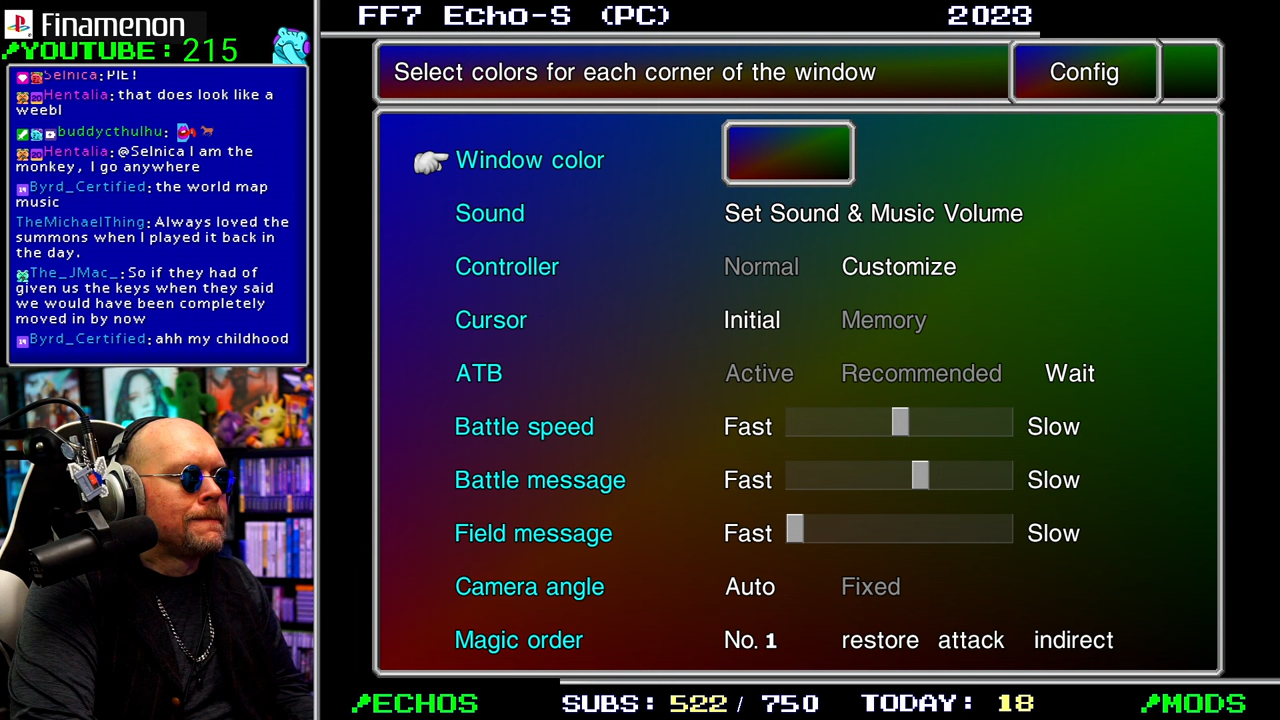 Finamenon
/YOUTUBE: 215
Selnica: PIE!
Hentalia: that does look like a
weebl
buddycthulhu:
Hentalia: @Selnica I am the
monkey, I go anywhere
Byrd_Certified: the world map
music
TheMichaelThing: Always loved the
summons when I played it back in
the day.
The_JMac_: So if they had of
given us the keys when they said
we would have been completely
moved in by now
Byrd_Certified: ahh my childhood
FF7 Echo-S (PC) 2023
Select colors for each corner of the window Config
Window color
Sound Set Sound & Music Volume
Controller Normal Customize
Cursor Initial Memory
ATB Active Recommended Wait
Battle speed Fast Slow
Battle message Fast Slow
Field message Fast Slow
Camera angle Auto Fixed
Magic order No. 1 restore attack indirect
/ECHOS SUBS: 522 / 750 TODAY: 18 /MODS